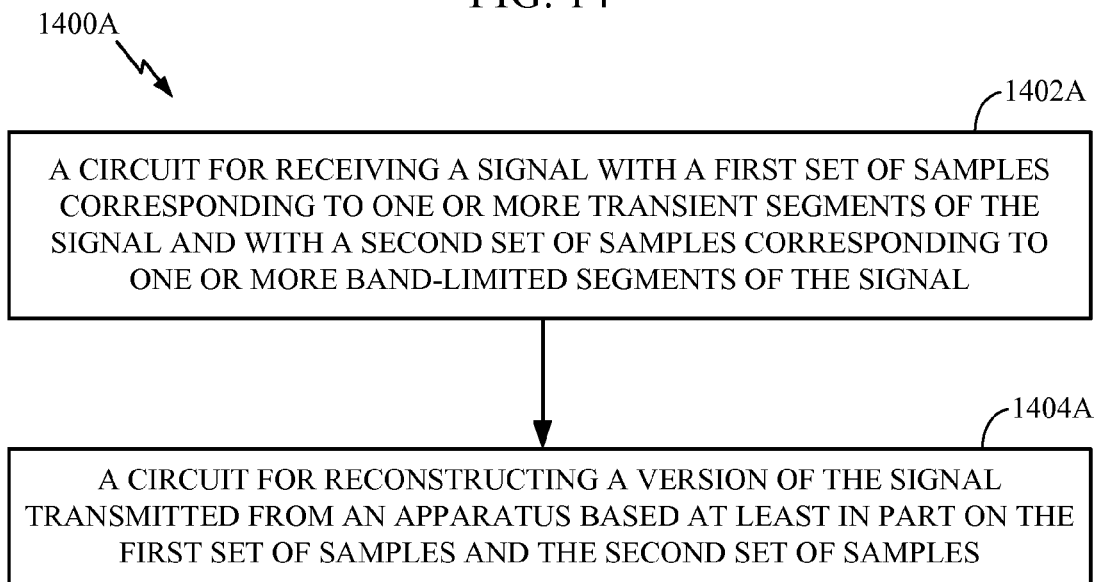 FIG. 14
1400A
1402A
A CIRCUIT FOR RECEIVING A SIGNAL WITH A FIRST SET OF SAMPLES
CORRESPONDING TO ONE OR MORE TRANSIENT SEGMENTS OF THE
SIGNAL AND WITH A SECOND SET OF SAMPLES CORRESPONDING TO
ONE OR MORE BAND-LIMITED SEGMENTS OF THE SIGNAL
1404A
A CIRCUIT FOR RECONSTRUCTING A VERSION OF THE SIGNAL
TRANSMITTED FROM AN APPARATUS BASED AT LEAST IN PART ON THE
FIRST SET OF SAMPLES AND THE SECOND SET OF SAMPLES